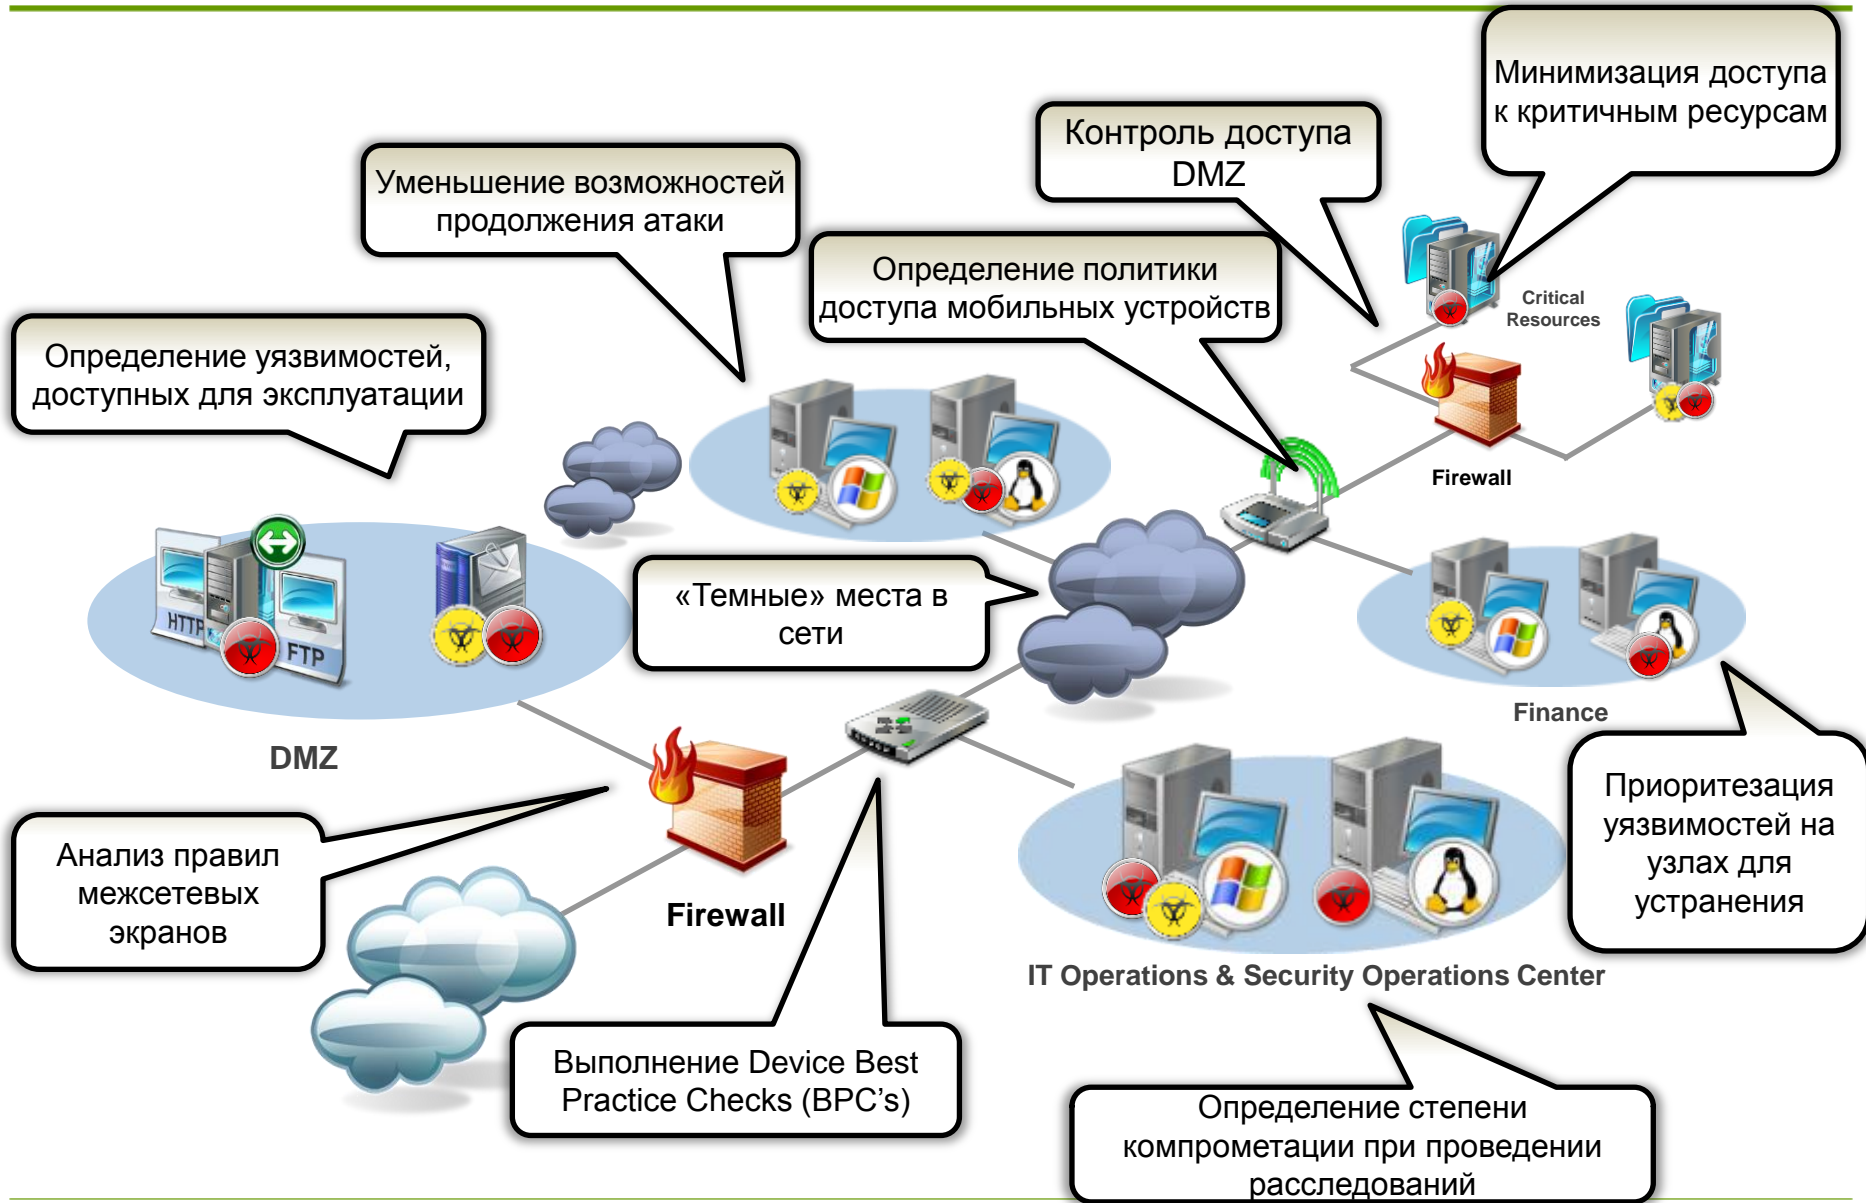 Минимизация доступа
к критичным ресурсам
Контроль доступа
DMZ
Уменьшение возможностей
продолжения атаки
Определение политики
доступа мобильных устройств
Critical
Resources
Определение уязвимостей,
доступных для эксплуатации
Firewall
«Темные» места в
сети
HTTP
FTP
Finance
DMZ
Приоритезация
уязвимостей на
узлах для
устранения
Анализ правил
межсетевых
экранов
Firewall
IT Operations & Security Operations Center
Выполнение Device Best
Practice Checks (BPC’s)
Определение степени
компрометации при проведении
расследований